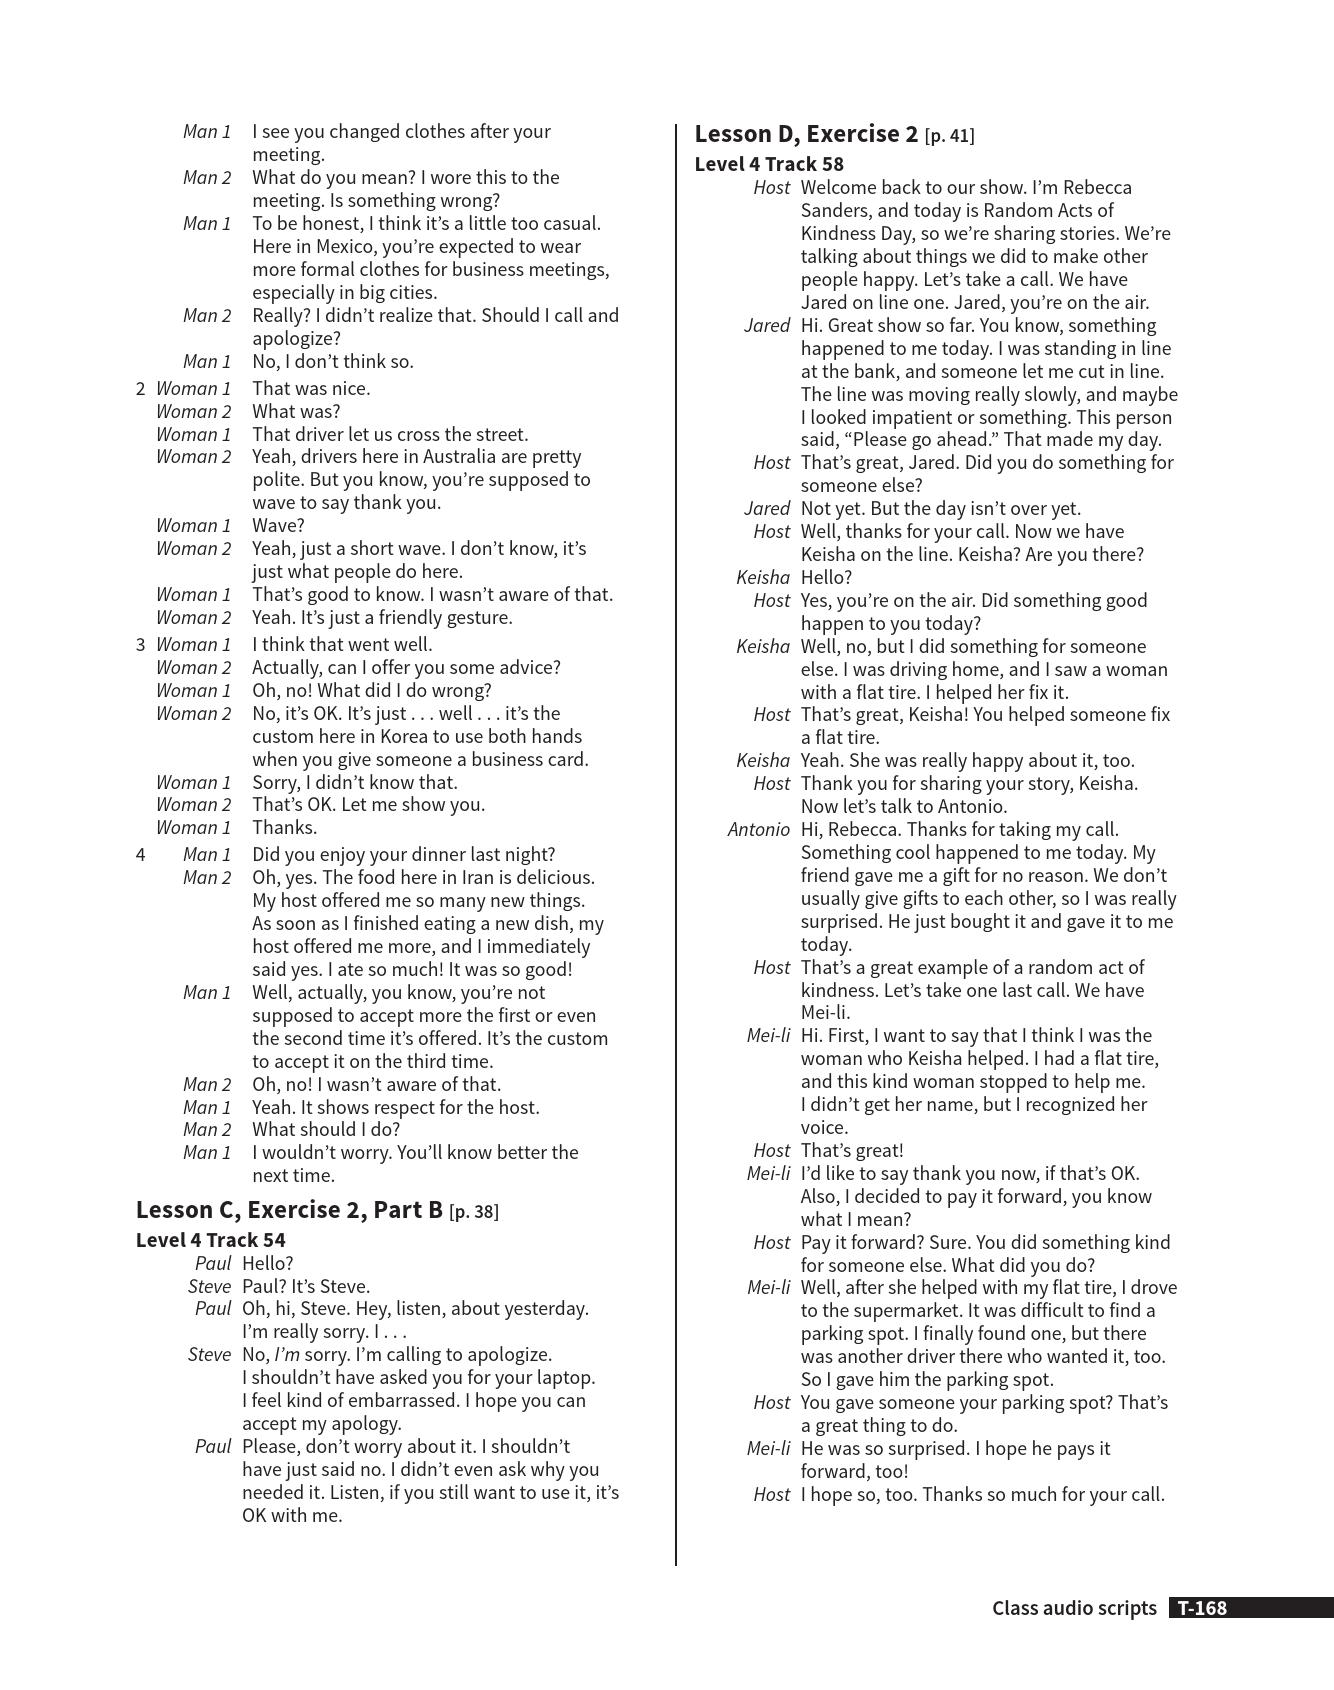 Man 1 I see you changed clothes after your
meeting.
Man 2 What do you mean? I wore this to the
meeting. Is something wrong?
Man 1 To be honest, I think it’s a little too casual.
Here in Mexico, you’re expected to wear
more formal clothes for business meetings,
especially in big cities.
Man 2 Really? I didn’t realize that. Should I call and
apologize?
Man 1 No, I don’t think so.
2 Woman 1 That was nice.
Woman 2 What was?
Woman 1 That driver let us cross the street.
Woman 2 Yeah, drivers here in Australia are pretty
polite. But you know, you’re supposed to
wave to say thank you.
Woman 1 Wave?
Woman 2 Yeah, just a short wave. I don’t know, it’s
just what people do here.
Woman 1 That’s good to know. I wasn’t aware of that.
Woman 2 Yeah. It’s just a friendly gesture.
3 Woman 1 I think that went well.
Woman 2 Actually, can I offer you some advice?
Woman 1 Oh, no! What did I do wrong?
Woman 2 No, it’s OK. It’s just . . . well . . . it’s the
custom here in Korea to use both hands
when you give someone a business card.
Woman 1 Sorry, I didn’t know that.
Woman 2 That’s OK. Let me show you.
Woman 1 Thanks.
4 Man 1 Did you enjoy your dinner last night?
Man 2 Oh, yes. The food here in Iran is delicious.
My host offered me so many new things.
As soon as I finished eating a new dish, my
host offered me more, and I immediately
said yes. I ate so much! It was so good!
Man 1 Well, actually, you know, you’re not
supposed to accept more the first or even
the second time it’s offered. It’s the custom
to accept it on the third time.
Man 2 Oh, no! I wasn’t aware of that.
Man 1 Yeah. It shows respect for the host.
Man 2 What should I do?
Man 1 I wouldn’t worry. You’ll know better the
next time.
Lesson C, Exercise 2, Part B [p. 38]
Level 4 Track 54
Paul Hello?
Steve Paul? It’s Steve.
Paul Oh, hi, Steve. Hey, listen, about yesterday.
I’m really sorry. I . . .
Steve No, I’m sorry. I’m calling to apologize.
I shouldn’t have asked you for your laptop.
I feel kind of embarrassed. I hope you can
accept my apology.
Paul Please, don’t worry about it. I shouldn’t
have just said no. I didn’t even ask why you
needed it. Listen, if you still want to use it, it’s
OK with me.
Lesson D, Exercise 2 [p. 41]
Level 4 Track 58
Host Welcome back to our show. I’m Rebecca
Sanders, and today is Random Acts of
Kindness Day, so we’re sharing stories. We’re
talking about things we did to make other
people happy. Let’s take a call. We have
Jared on line one. Jared, you’re on the air.
Jared Hi. Great show so far. You know, something
happened to me today. I was standing in line
at the bank, and someone let me cut in line.
The line was moving really slowly, and maybe
I looked impatient or something. This person
said, “Please go ahead.” That made my day.
Host That’s great, Jared. Did you do something for
someone else?
Jared Not yet. But the day isn’t over yet.
Host Well, thanks for your call. Now we have
Keisha on the line. Keisha? Are you there?
Keisha Hello?
Host Yes, you’re on the air. Did something good
happen to you today?
Keisha Well, no, but I did something for someone
else. I was driving home, and I saw a woman
with a flat tire. I helped her fix it.
Host That’s great, Keisha! You helped someone fix
a flat tire.
Keisha Yeah. She was really happy about it, too.
Host Thank you for sharing your story, Keisha.
Now let’s talk to Antonio.
Antonio Hi, Rebecca. Thanks for taking my call.
Something cool happened to me today. My
friend gave me a gift for no reason. We don’t
usually give gifts to each other, so I was really
surprised. He just bought it and gave it to me
today.
Host That’s a great example of a random act of
kindness. Let’s take one last call. We have
Mei-li.
Mei-li Hi. First, I want to say that I think I was the
woman who Keisha helped. I had a flat tire,
and this kind woman stopped to help me.
I didn’t get her name, but I recognized her
voice.
Host That’s great!
Mei-li I’d like to say thank you now, if that’s OK.
Also, I decided to pay it forward, you know
what I mean?
Host Pay it forward? Sure. You did something kind
for someone else. What did you do?
Mei-li Well, after she helped with my flat tire, I drove
to the supermarket. It was difficult to find a
parking spot. I finally found one, but there
was another driver there who wanted it, too.
So I gave him the parking spot.
Host You gave someone your parking spot? That’s
a great thing to do.
Mei-li He was so surprised. I hope he pays it
forward, too!
Host I hope so, too. Thanks so much for your call.
Class audio scripts T-168